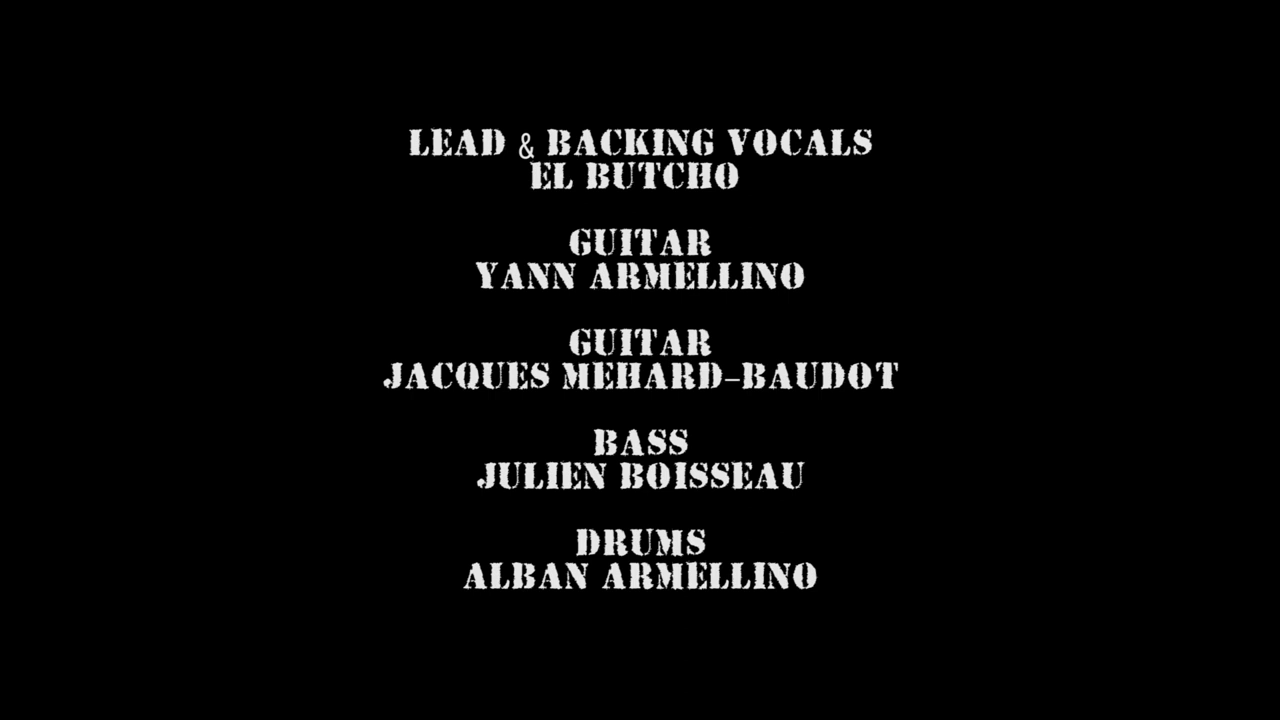 LEAD & BACKING VOCALS
EL BUTCHO
GUITAR
YANN ARMELLINO
GUITAR
JACQUES MEHARD-BAUDOT
BASS
JULIEN BOISSEAU
DRUMS
ALBAN ARMELLINO